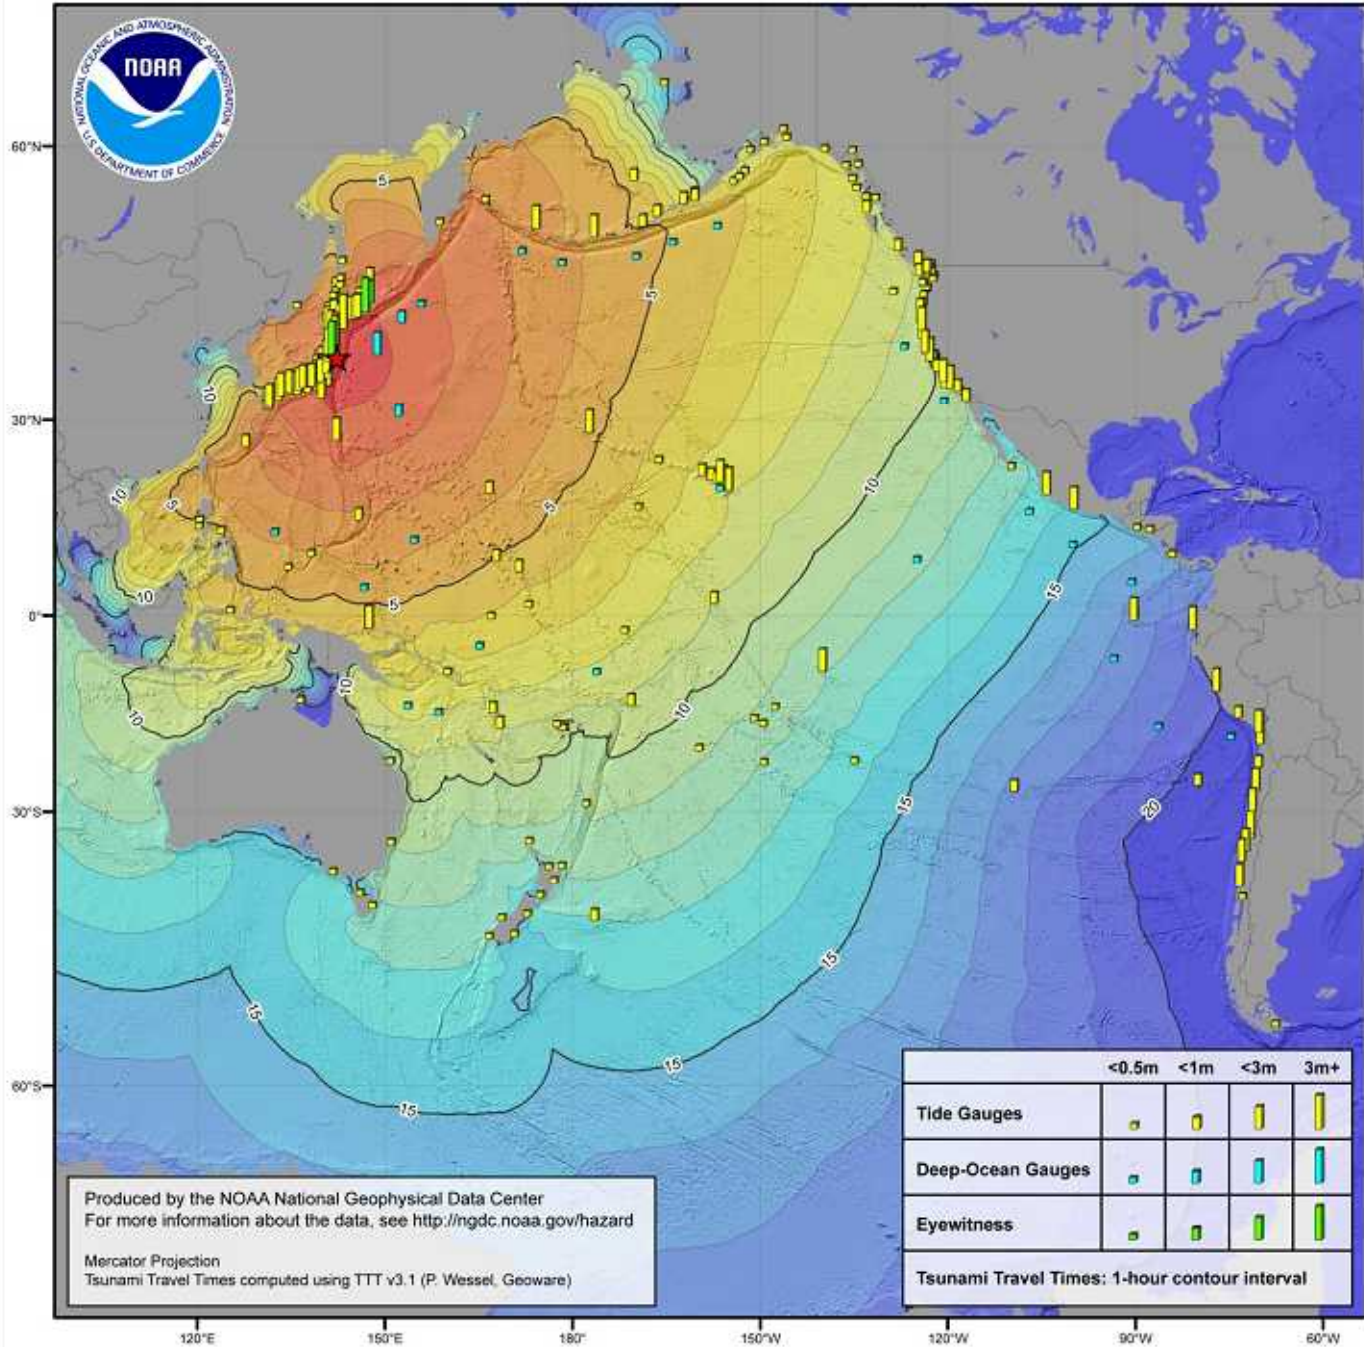 NATIONAL OCEANIC AND ATMOSPHERIC ADMINISTRATION
NOAA
U.S. DEPARTMENT OF COMMERCE
60°N
30°N
0°
30°S
60°S
5
5
10
10
5
5
10
5
10
10
10
10
15
15
20
15
15
15
15
<0.5m <1m <3m 3m+
Tide Gauges
Deep-Ocean Gauges
Eyewitness
Tsunami Travel Times: 1-hour contour interval
Produced by the NOAA National Geophysical Data Center
For more information about the data, see http://ngdc.noaa.gov/hazard
Mercator Projection
Tsunami Travel Times computed using TTT v3.1 (P. Wessel, Geoware)
120°E 150°E 180° 150°W 120°W 90°W 60°W